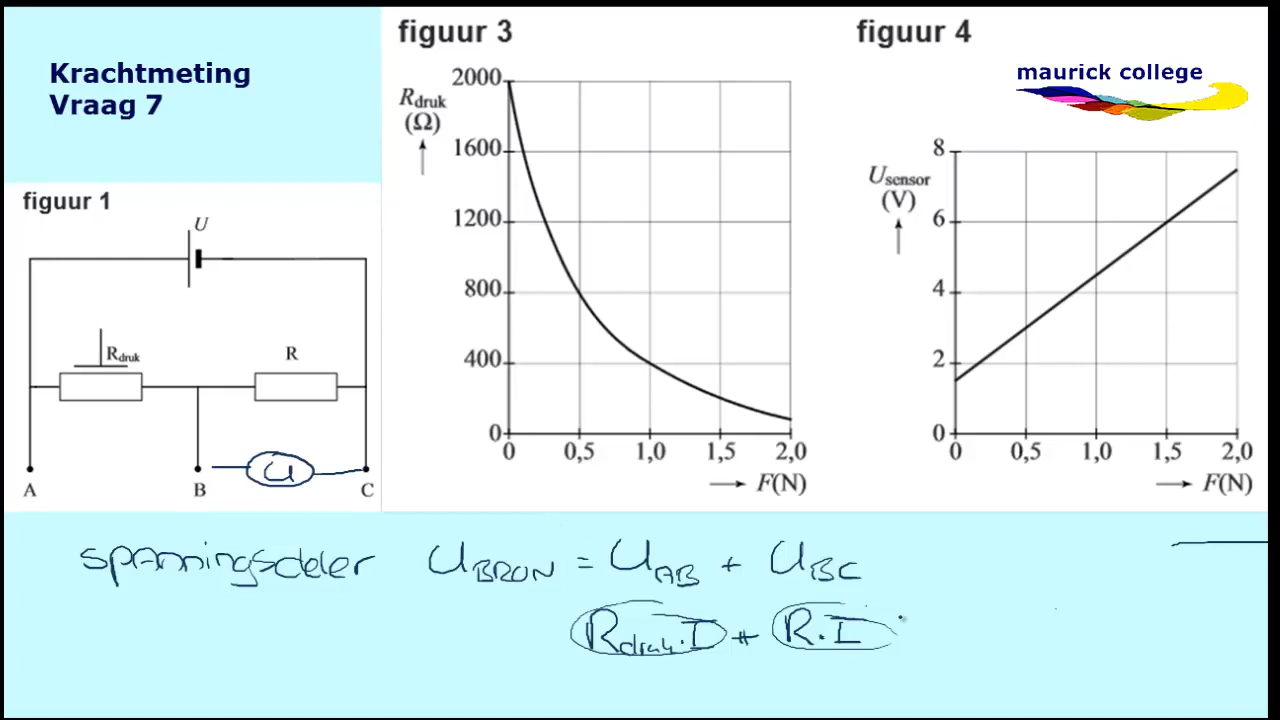 Krachtmeting
Vraag 7
figuur 1
U
Rdruk
R
U
A
B
C
figuur 3
Rdruk
(Ω)
2000
1600
1200
800
400
0
0 0,5 1,0 1,5 2,0
F(N)
figuur 4
maurick college
Usensor
(V)
8
6
4
2
0
0 0,5 1,0 1,5 2,0
F(N)
spanningsdeler UBRON = UAB + UBC
Rdruk.I + R.I